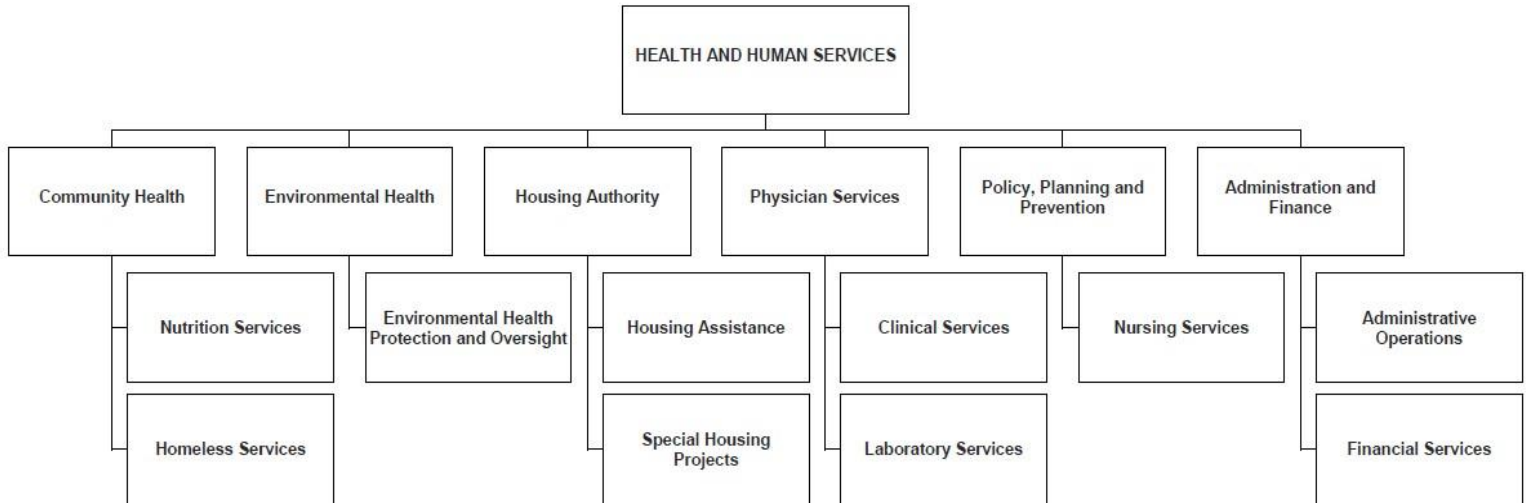 HEALTH AND HUMAN SERVICES
Community Health
Environmental Health
Housing Authority
Physician Services
Policy, Planning and
Prevention
Administration and
Finance
Nutrition Services
Environmental Health
Protection and Oversight
Housing Assistance
Clinical Services
Nursing Services
Administrative
Operations
Homeless Services
Special Housing
Projects
Laboratory Services
Financial Services